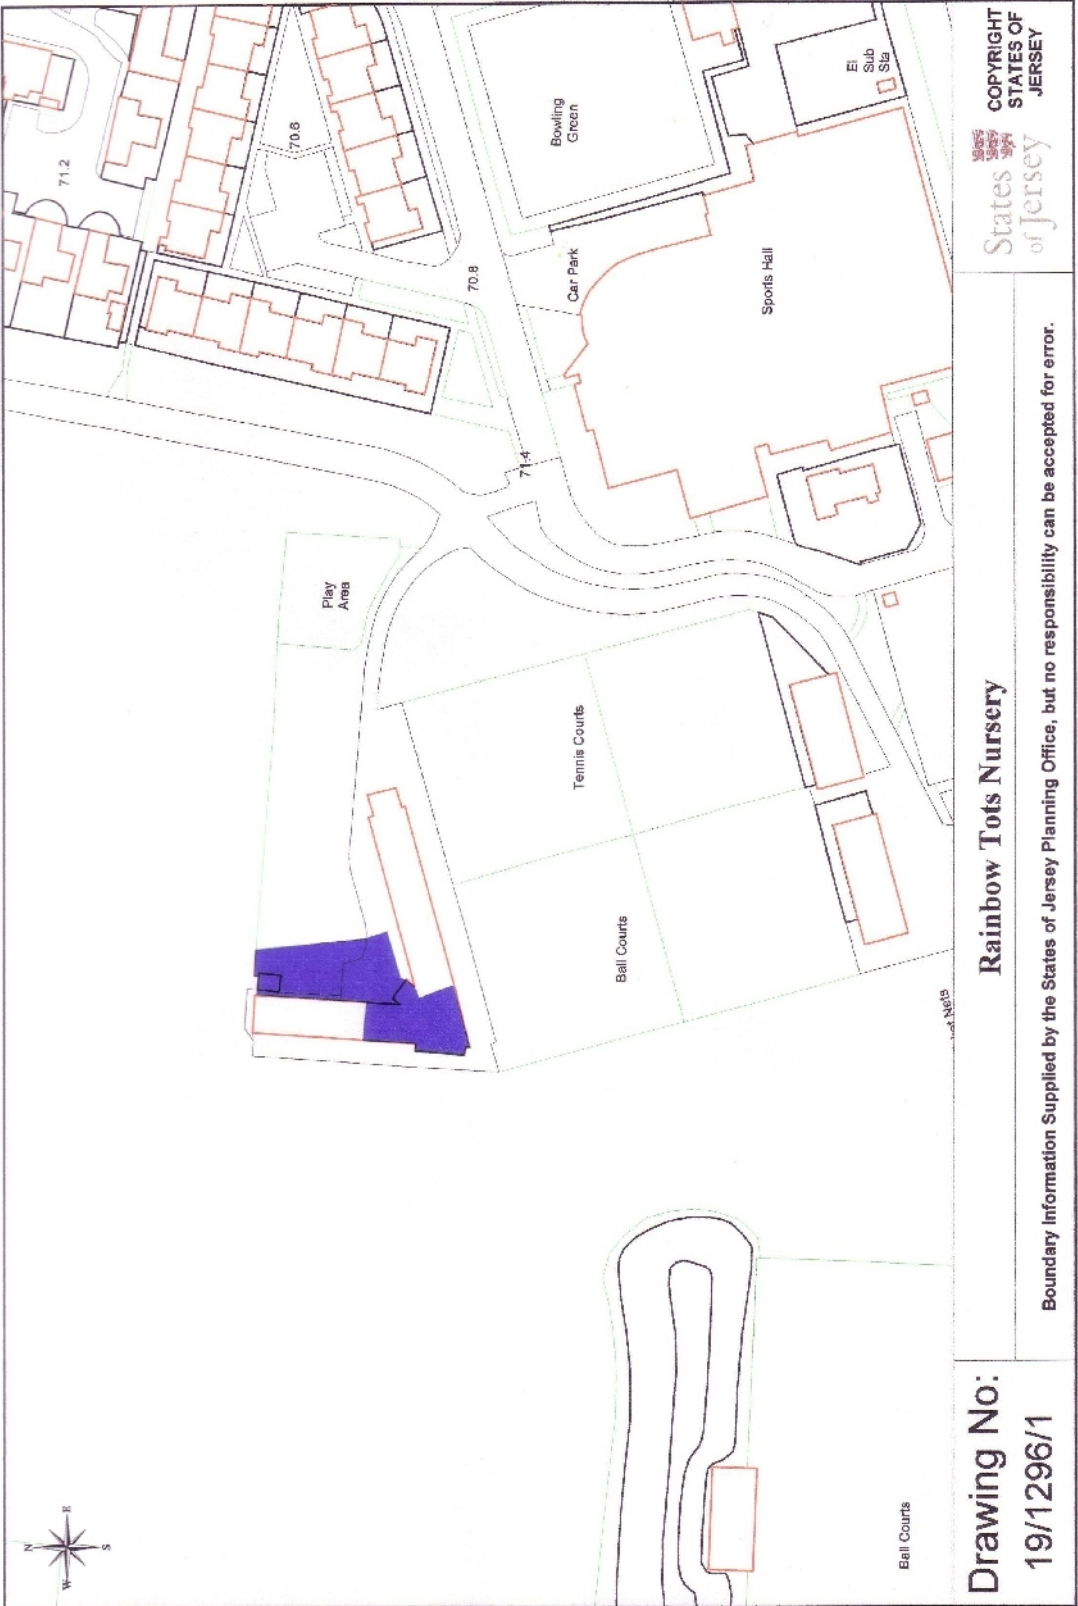 N
W
E
S
71.2
70.6
70.8
71.4
Bowling
Green
El
Sub
Sta
Car Park
Sports Hall
Play
Area
Tennis Courts
Ball Courts
Nets
Ball Courts
Drawing No:
19/1296/1
Rainbow Tots Nursery
Boundary Information Supplied by the States of Jersey Planning Office, but no responsibility can be accepted for error.
States
of Jersey
COPYRIGHT
STATES OF
JERSEY